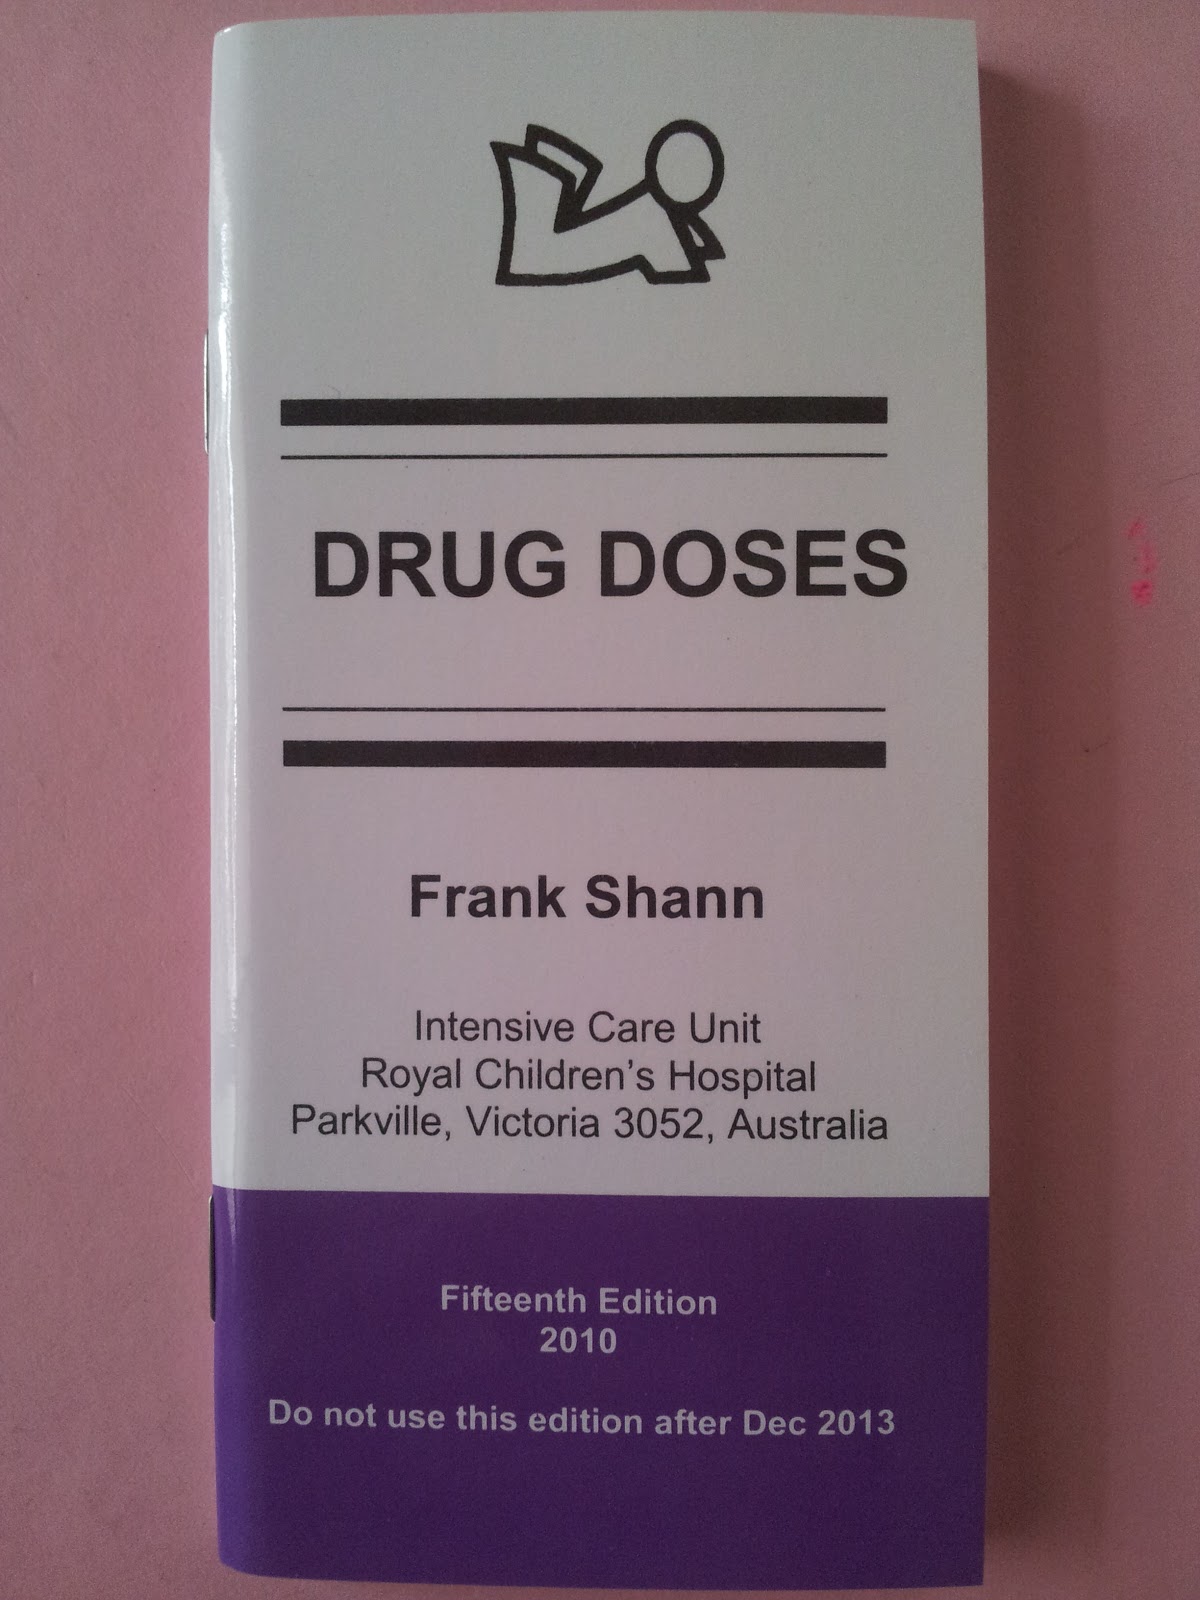 DRUG DOSES
Frank Shann
Intensive Care Unit
Royal Children’s Hospital
Parkville, Victoria 3052, Australia
Fifteenth Edition
2010
Do not use this edition after Dec 2013